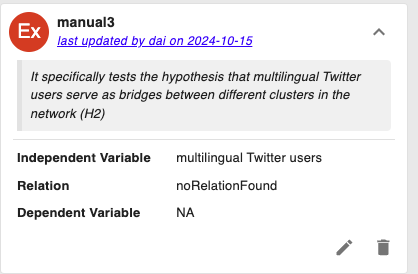 Ex
manual3
last updated by dai on 2024-10-15
It specifically tests the hypothesis that multilingual Twitter
users serve as bridges between different clusters in the
network (H2)
Independent Variable multilingual Twitter users
Relation noRelationFound
Dependent Variable NA